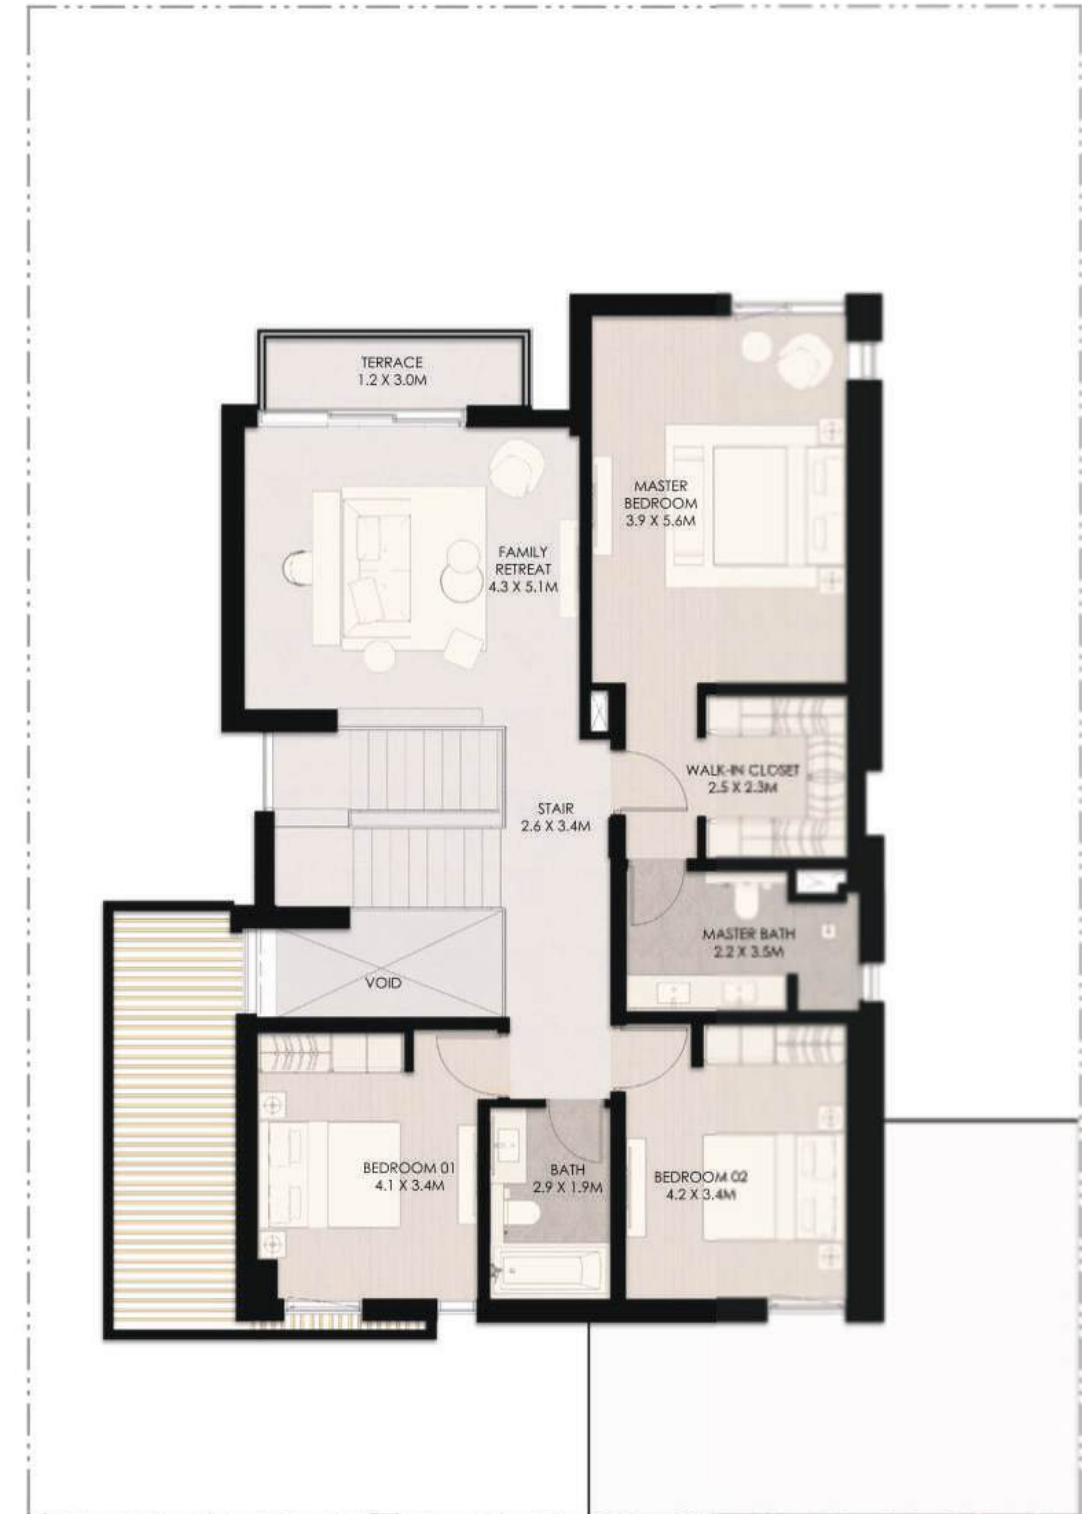 TERRACE
1.2 X 3.0M
MASTER
BEDROOM
3.9 X 5.6M
FAMILY
RETREAT
4.3 X 5.1M
WALK-IN CLOSET
2.5 X 2.3M
STAIR
2.6 X 3.4M
MASTER BATH
2.2 X 3.5M
VOID
BEDROOM 01
4.1 X 3.4M
BATH
2.9 X 1.9M
BEDROOM 02
4.2 X 3.4M